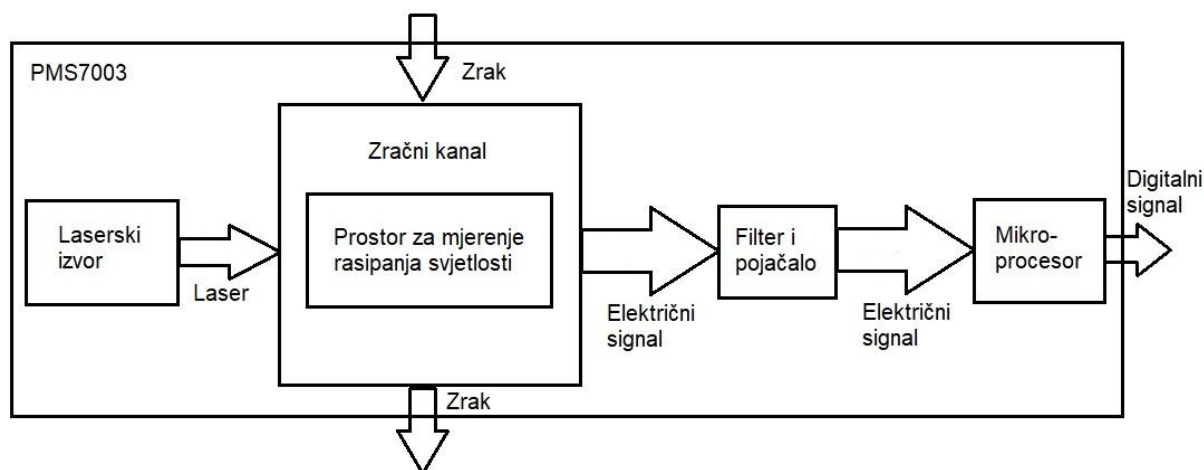 PMS7003
Zrak
Zračni kanal
Laserski
izvor
Laser
Prostor za mjerenje
rasipanja svjetlosti
Električni
signal
Filter i
pojačalo
Električni
signal
Mikro-
procesor
Digitalni
signal
Zrak